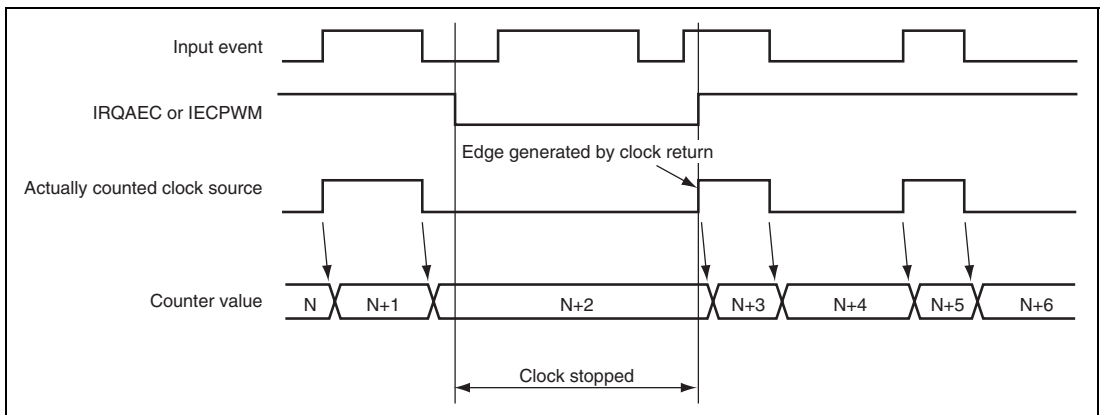 Input event
IRQAEC or IECPWM
Edge generated by clock return
Actually counted clock source
Counter value
N
N+1
N+2
N+3
N+4
N+5
N+6
Clock stopped